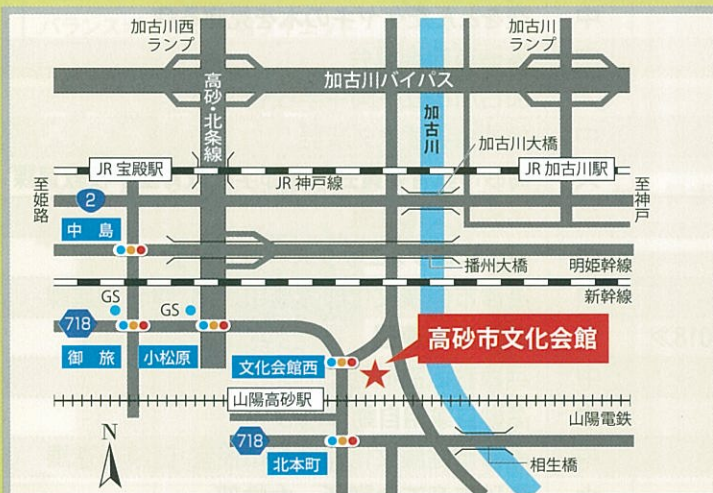 加古川西
ランプ
加古川
ランプ
加古川バイパス
高砂・北条線
加古川
加古川大橋
JR 宝殿駅
JR 加古川駅
JR 神戸線
至姫路
至神戸
2
中 島
播州大橋
明姫幹線
新幹線
GS
GS
718
御 旅
小松原
高砂市文化会館
文化会館西
山陽高砂駅
山陽電鉄
N
718
北本町
相生橋